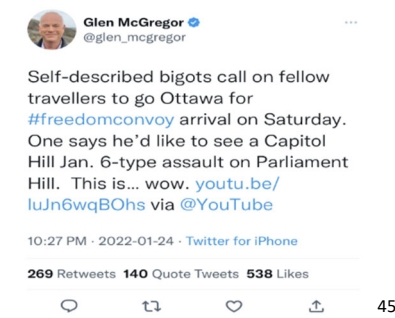 Glen McGregor
@glen_mcgregor
Self-described bigots call on fellow
travellers to go Ottawa for
#freedomconvoy arrival on Saturday.
One says he'd like to see a Capitol
Hill Jan. 6-type assault on Parliament
Hill.  This is... wow. youtu.be/
luJn6wqBOhs via @YouTube
10:27 PM · 2022-01-24 · Twitter for iPhone
269 Retweets  140 Quote Tweets  538 Likes
45